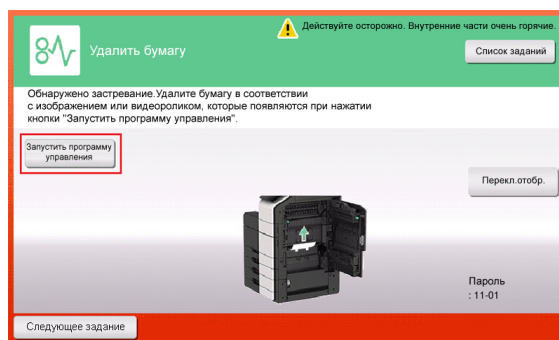 Действуйте осторожно. Внутренние части очень горячие.
Удалить бумагу
Список заданий
Обнаружено застревание.Удалите бумагу в соответствии
с изображением или видеороликом, которые появляются при нажатии
кнопки "Запустить программу управления".
Запустить программу
управления
Перекл.отобр.
Пароль
: 11-01
Следующее задание